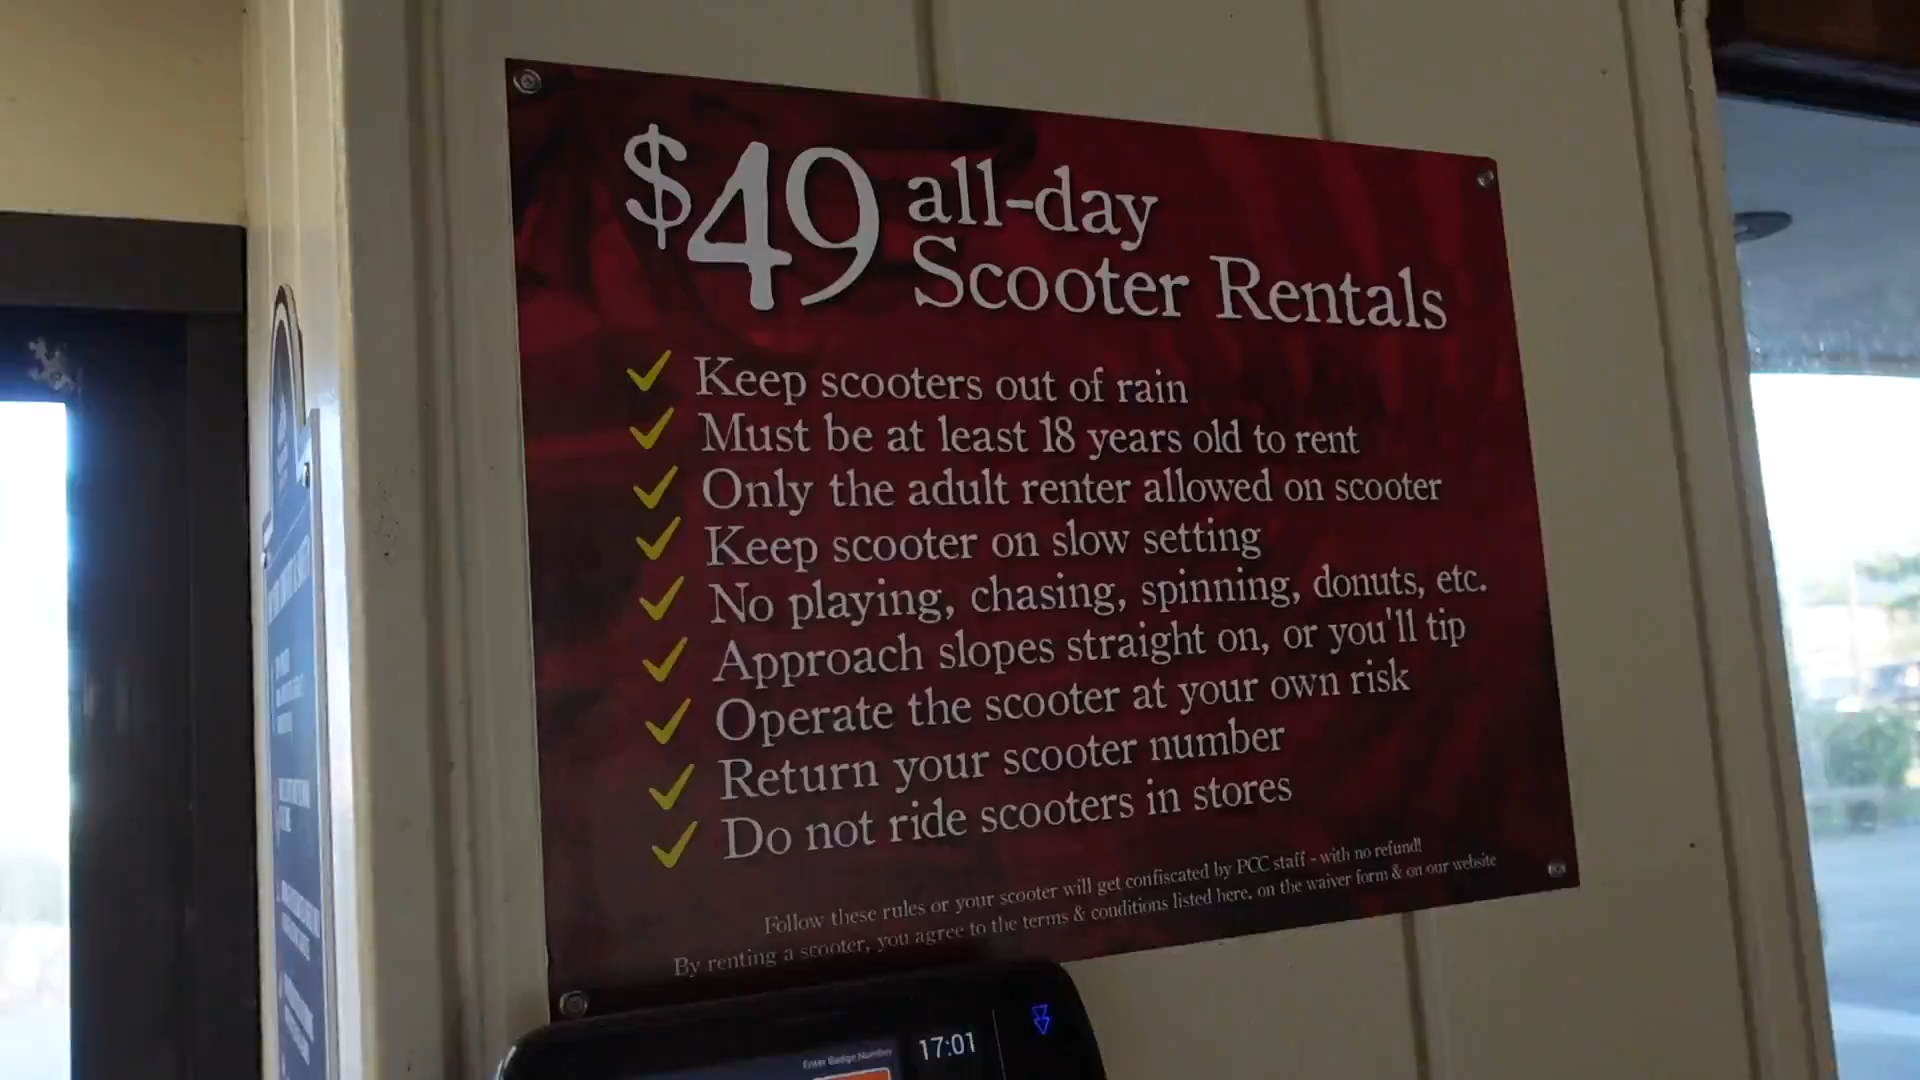 $49 all-day
Scooter Rentals
Keep scooters out of rain
Must be at least 18 years old to rent
Only the adult renter allowed on scooter
Keep scooter on slow setting
No playing, chasing, spinning, donuts, etc.
Approach slopes straight on, or you'll tip
Operate the scooter at your own risk
Return your scooter number
Do not ride scooters in stores
Follow these rules or your scooter will get confiscated by PCC staff - with no refund!
By renting a scooter, you agree to the terms & conditions listed here, on the waiver form & on our website
Enter Badge Number
17:01